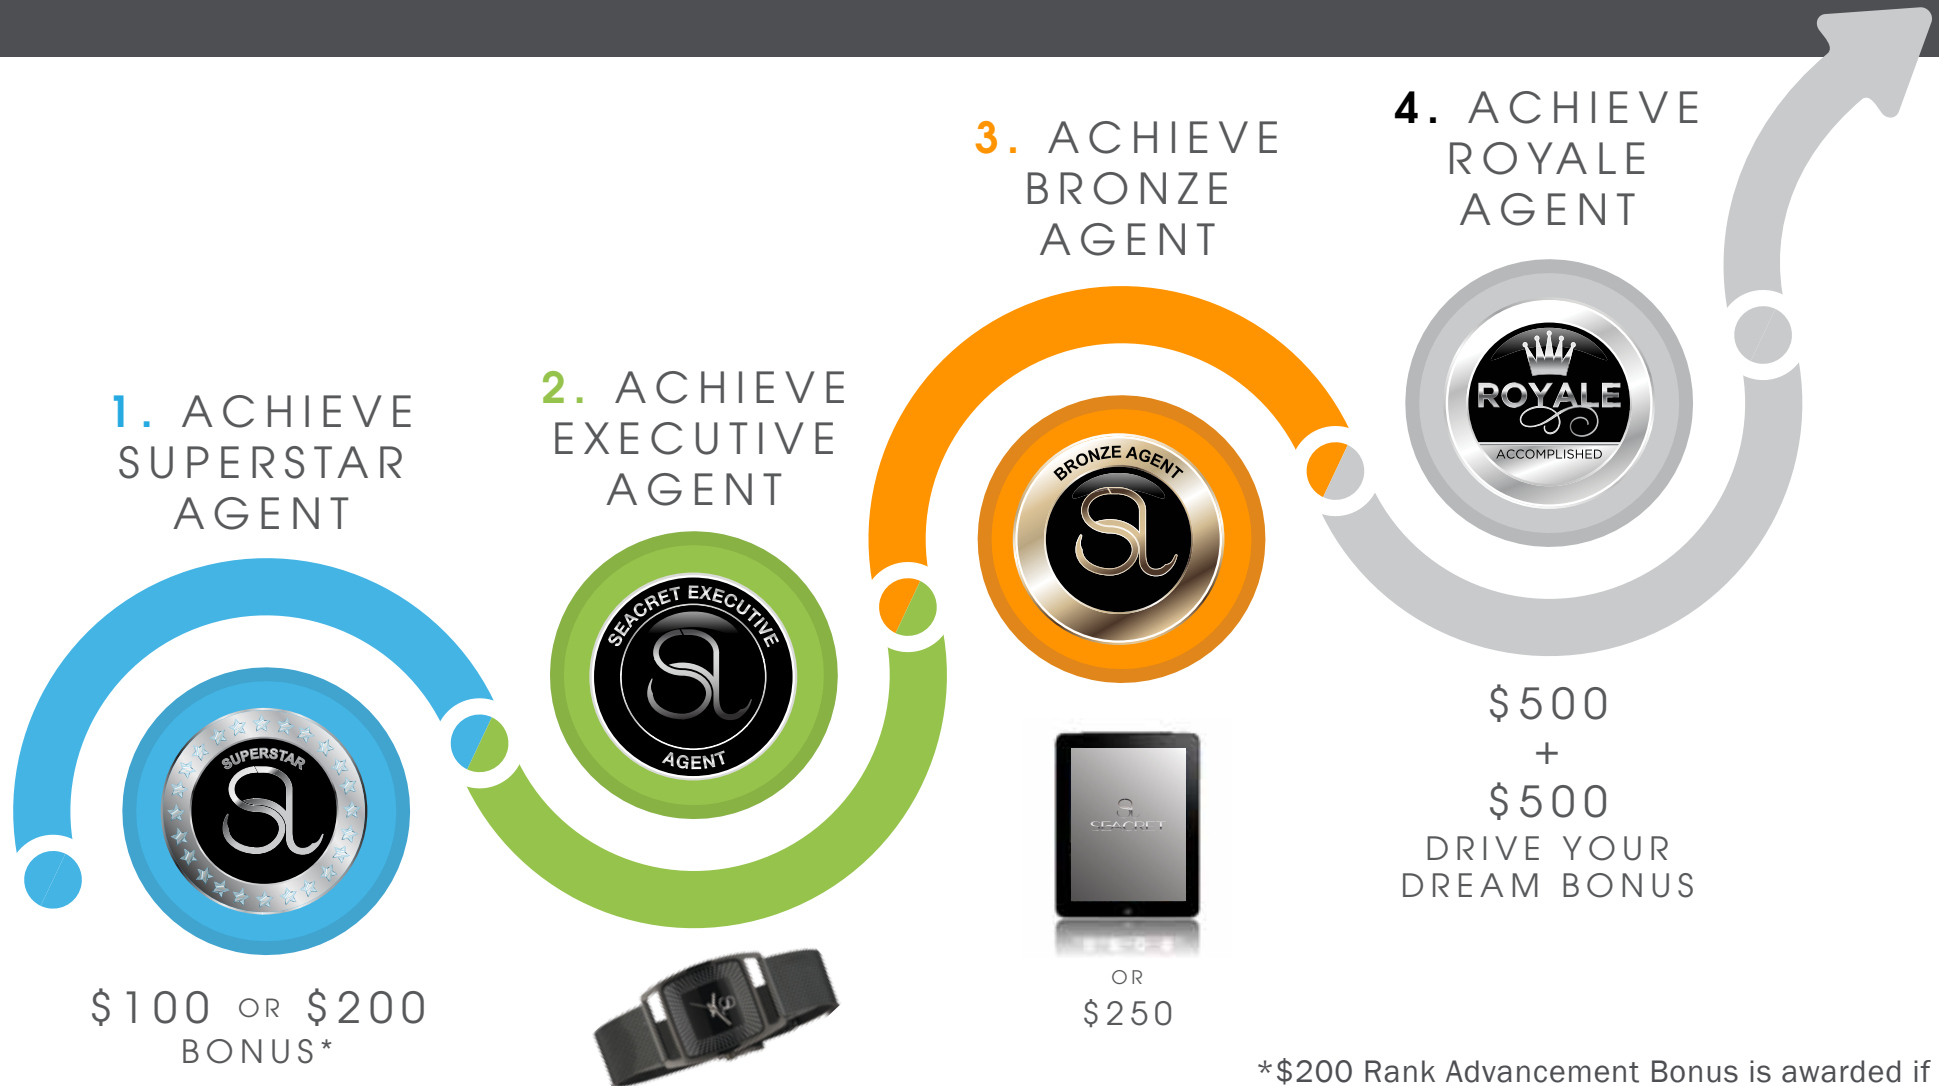 1. ACHIEVE
SUPERSTAR
AGENT
SUPERSTAR
$100 OR $200
BONUS*
2. ACHIEVE
EXECUTIVE
AGENT
SEACRET EXECUTIVE
AGENT
3. ACHIEVE
BRONZE
AGENT
BRONZE AGENT
SEACRET
OR
$250
4. ACHIEVE
ROYALE
AGENT
ROYALE
ACCOMPLISHED
$500
+
$500
DRIVE YOUR
DREAM BONUS
*$200 Rank Advancement Bonus is awarded if